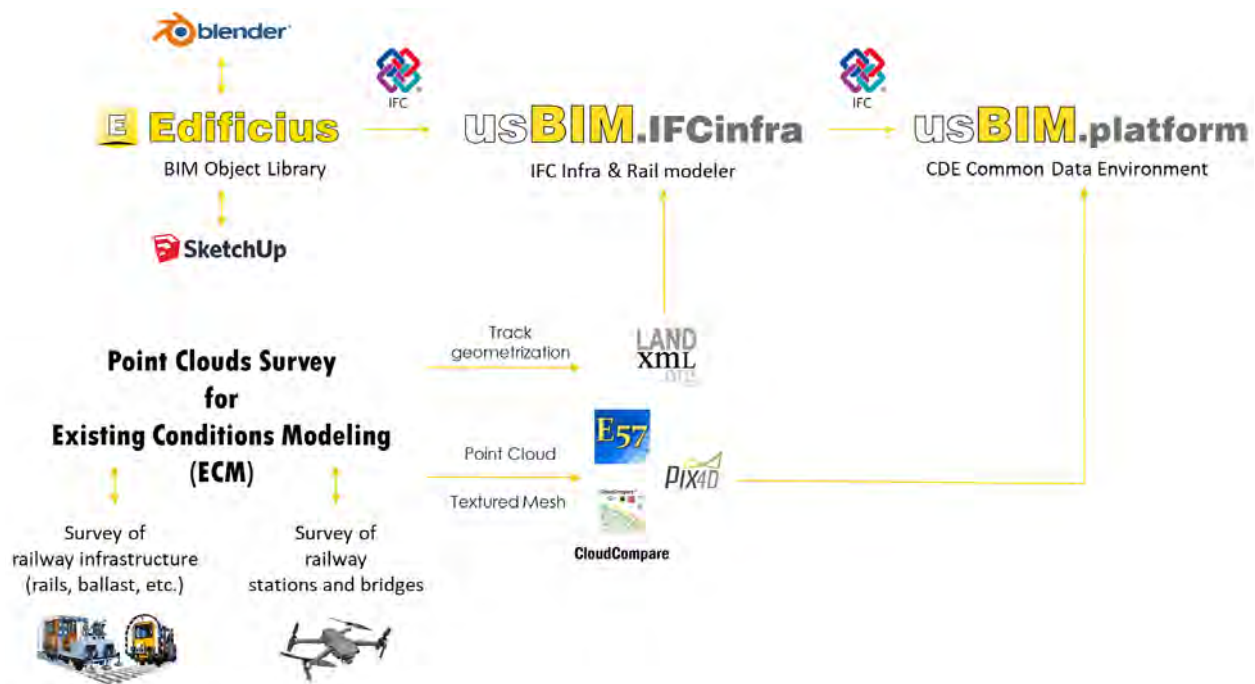 blender
IFC
IFC
E Edificius
usBIM.IFCinfra
usBIM.platform
BIM Object Library
IFC Infra & Rail modeler
CDE Common Data Environment
SketchUp
Track
geometrization
LAND
xmL
.org
Point Clouds Survey
for
Existing Conditions Modeling
(ECM)
E57
Point Cloud
PIX4D
Textured Mesh
CloudCompare
CloudCompare
Survey of
railway infrastructure
(rails, ballast, etc.)
Survey of
railway
stations and bridges